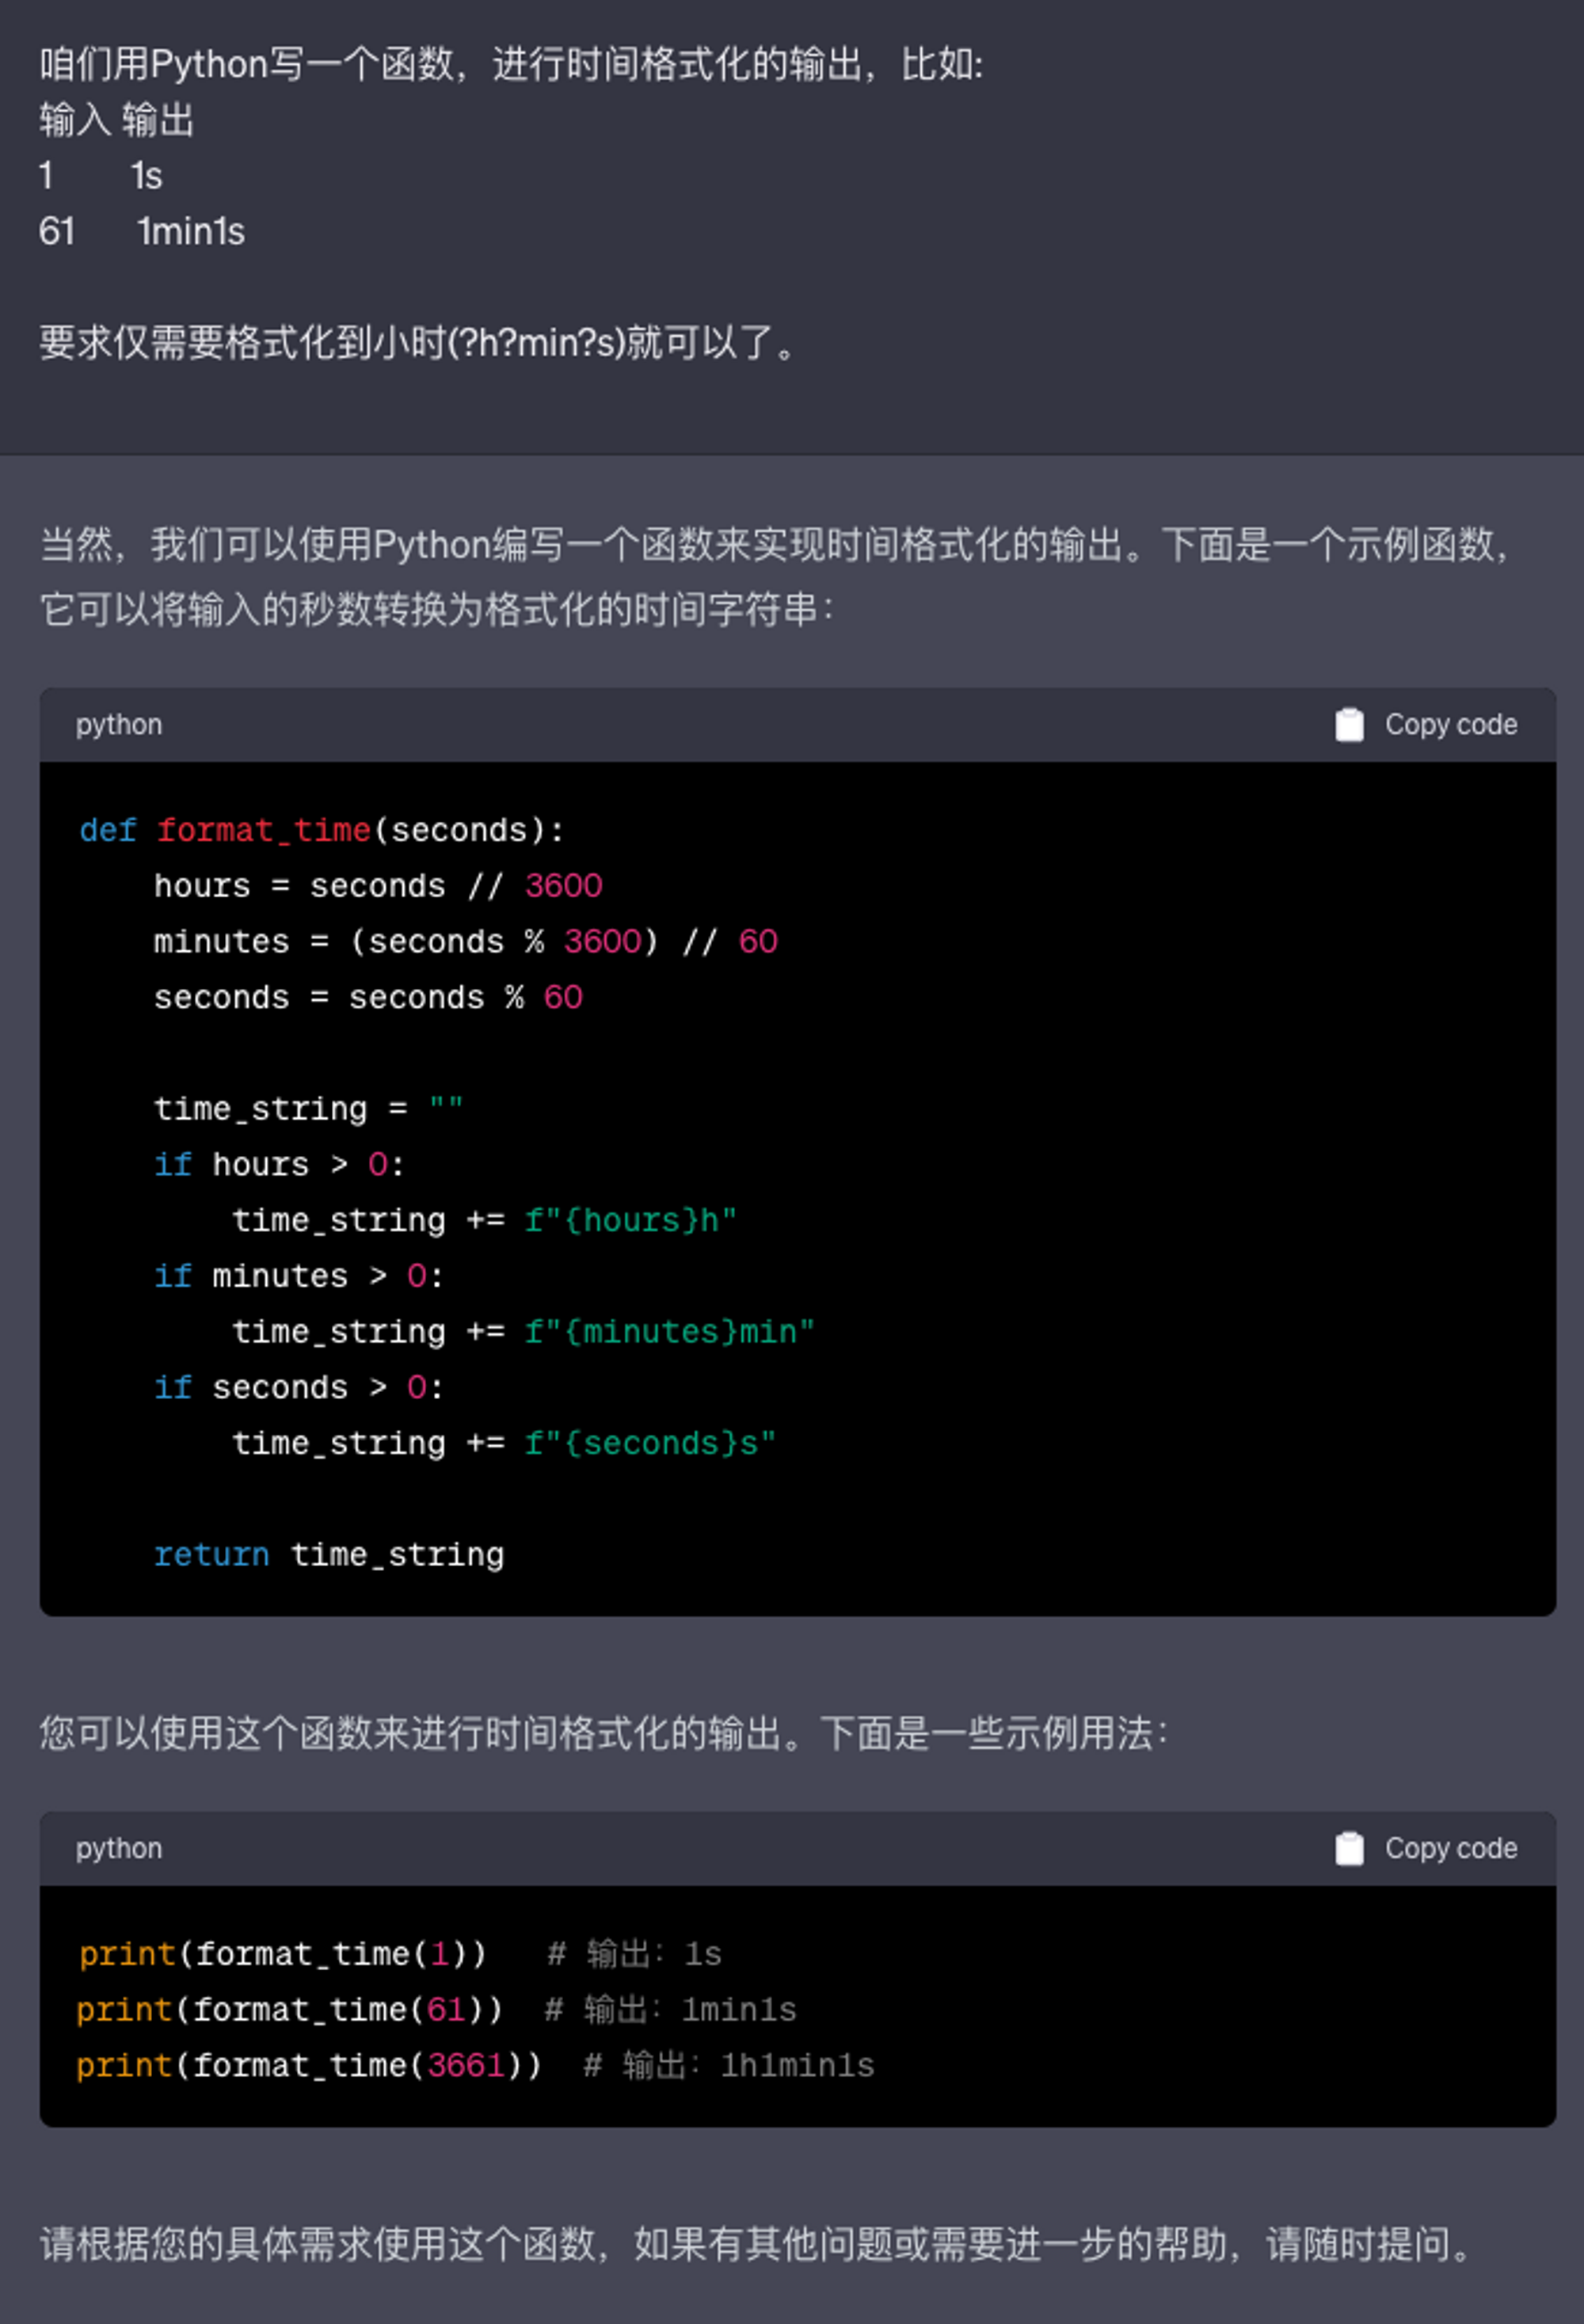 咱们用Python写一个函数，进行时间格式化的输出，比如:
输入 输出
1 1s
61 1min1s
要求仅需要格式化到小时(?h?min?s)就可以了。
当然，我们可以使用Python编写一个函数来实现时间格式化的输出。下面是一个示例函数，
它可以将输入的秒数转换为格式化的时间字符串：
python Copy code
def format_time(seconds):
    hours = seconds // 3600
    minutes = (seconds % 3600) // 60
    seconds = seconds % 60
    time_string = ""
    if hours > 0:
        time_string += f"{hours}h"
    if minutes > 0:
        time_string += f"{minutes}min"
    if seconds > 0:
        time_string += f"{seconds}s"
    return time_string
您可以使用这个函数来进行时间格式化的输出。下面是一些示例用法：
python Copy code
print(format_time(1))   # 输出：1s
print(format_time(61))  # 输出：1min1s
print(format_time(3661))  # 输出：1h1min1s
请根据您的具体需求使用这个函数，如果有其他问题或需要进一步的帮助，请随时提问。